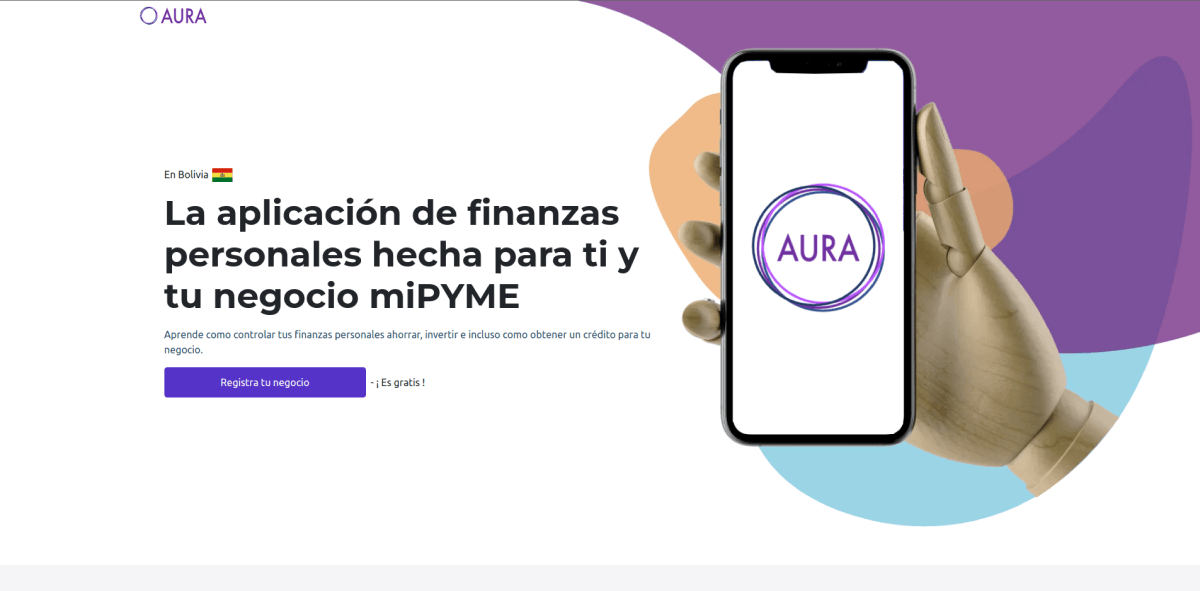 AURA
En Bolivia
La aplicación de finanzas
personales hecha para ti y
tu negocio miPYME
Aprende como controlar tus finanzas personales ahorrar, invertir e incluso como obtener un crédito para tu
negocio.
Registra tu negocio - ¡ Es gratis !
AURA